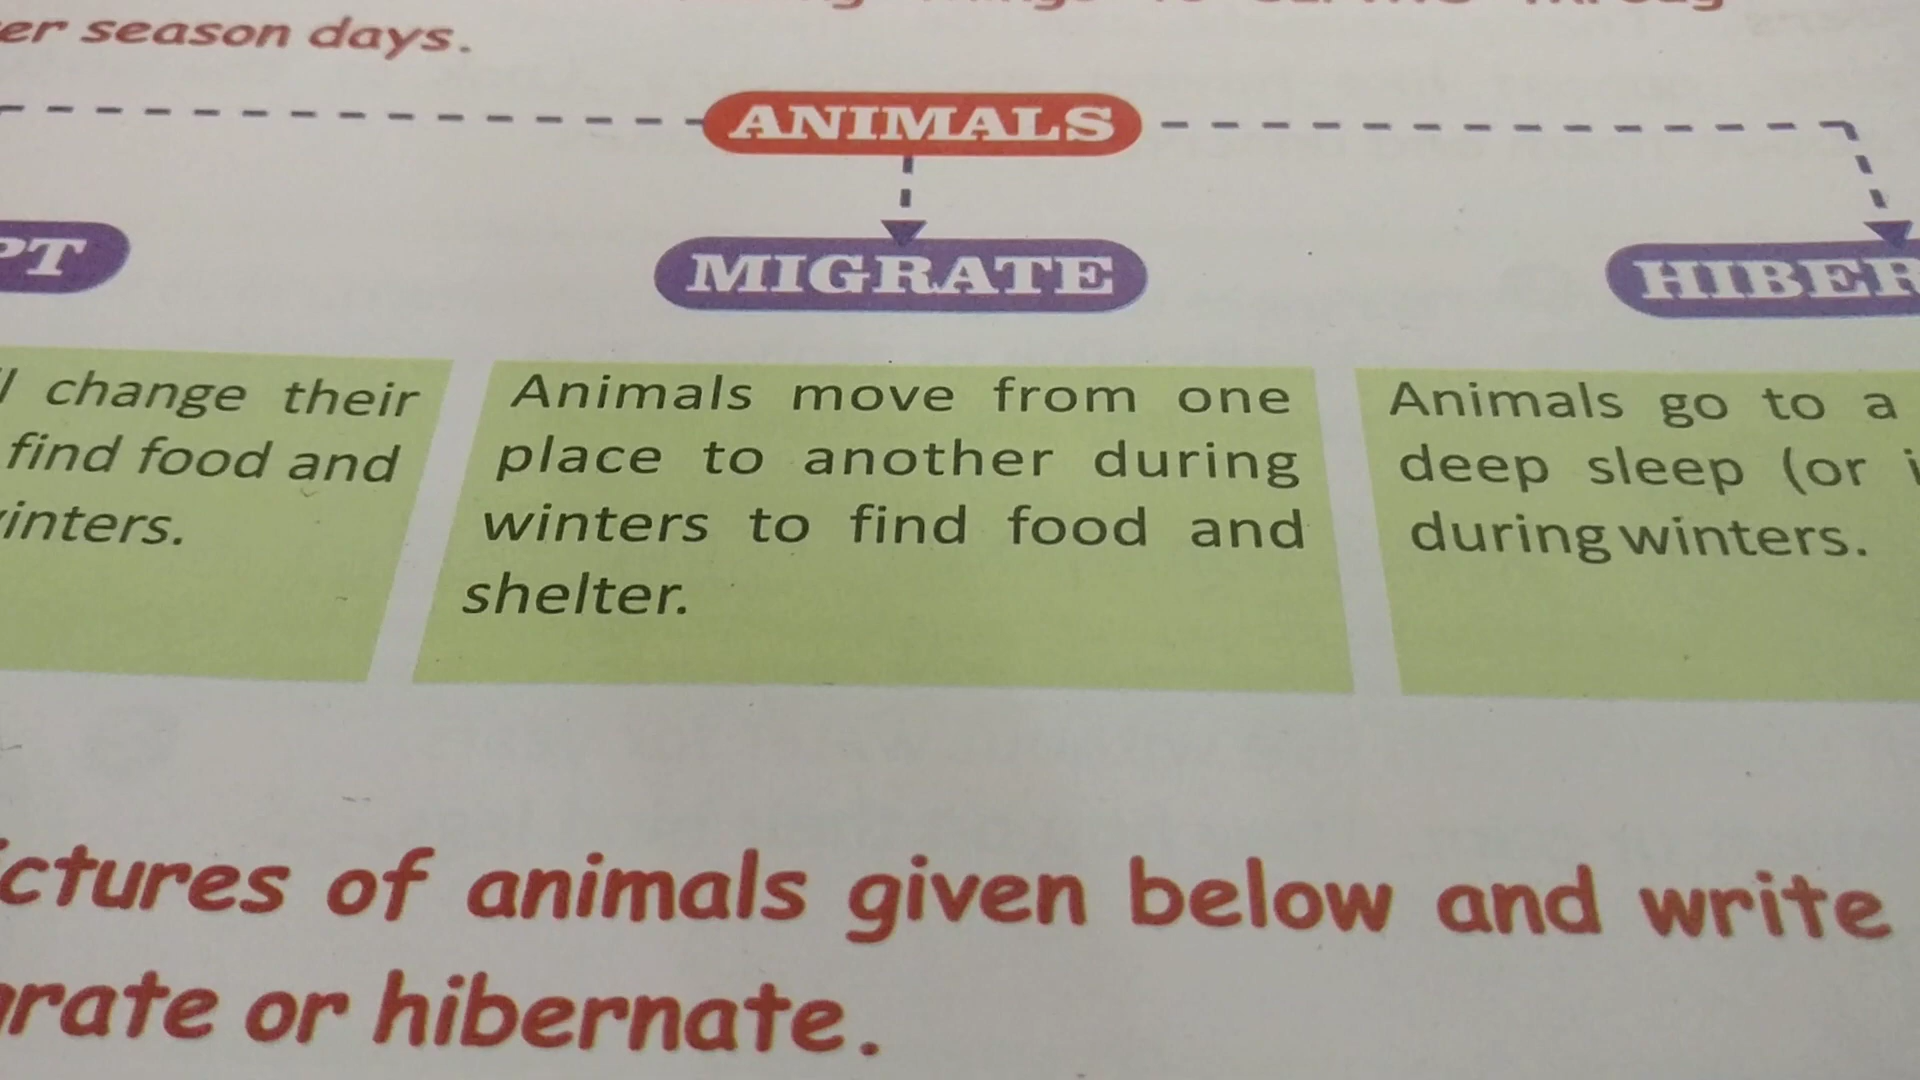 er season days.
ANIMALS
PT
MIGRATE
HIBER
change their
find food and
inters.
Animals move from one
place to another during
winters to find food and
shelter.
Animals go to a
deep sleep (or i
during winters.
ctures of animals given below and write
grate or hibernate.